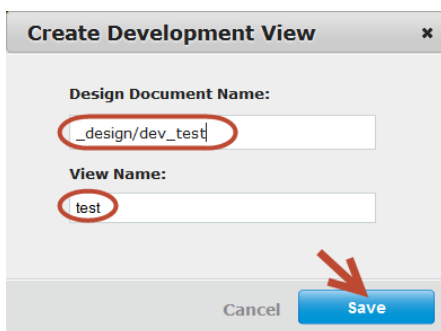 Create Development View ×
Design Document Name:
_design/dev_test
View Name:
test
Cancel Save